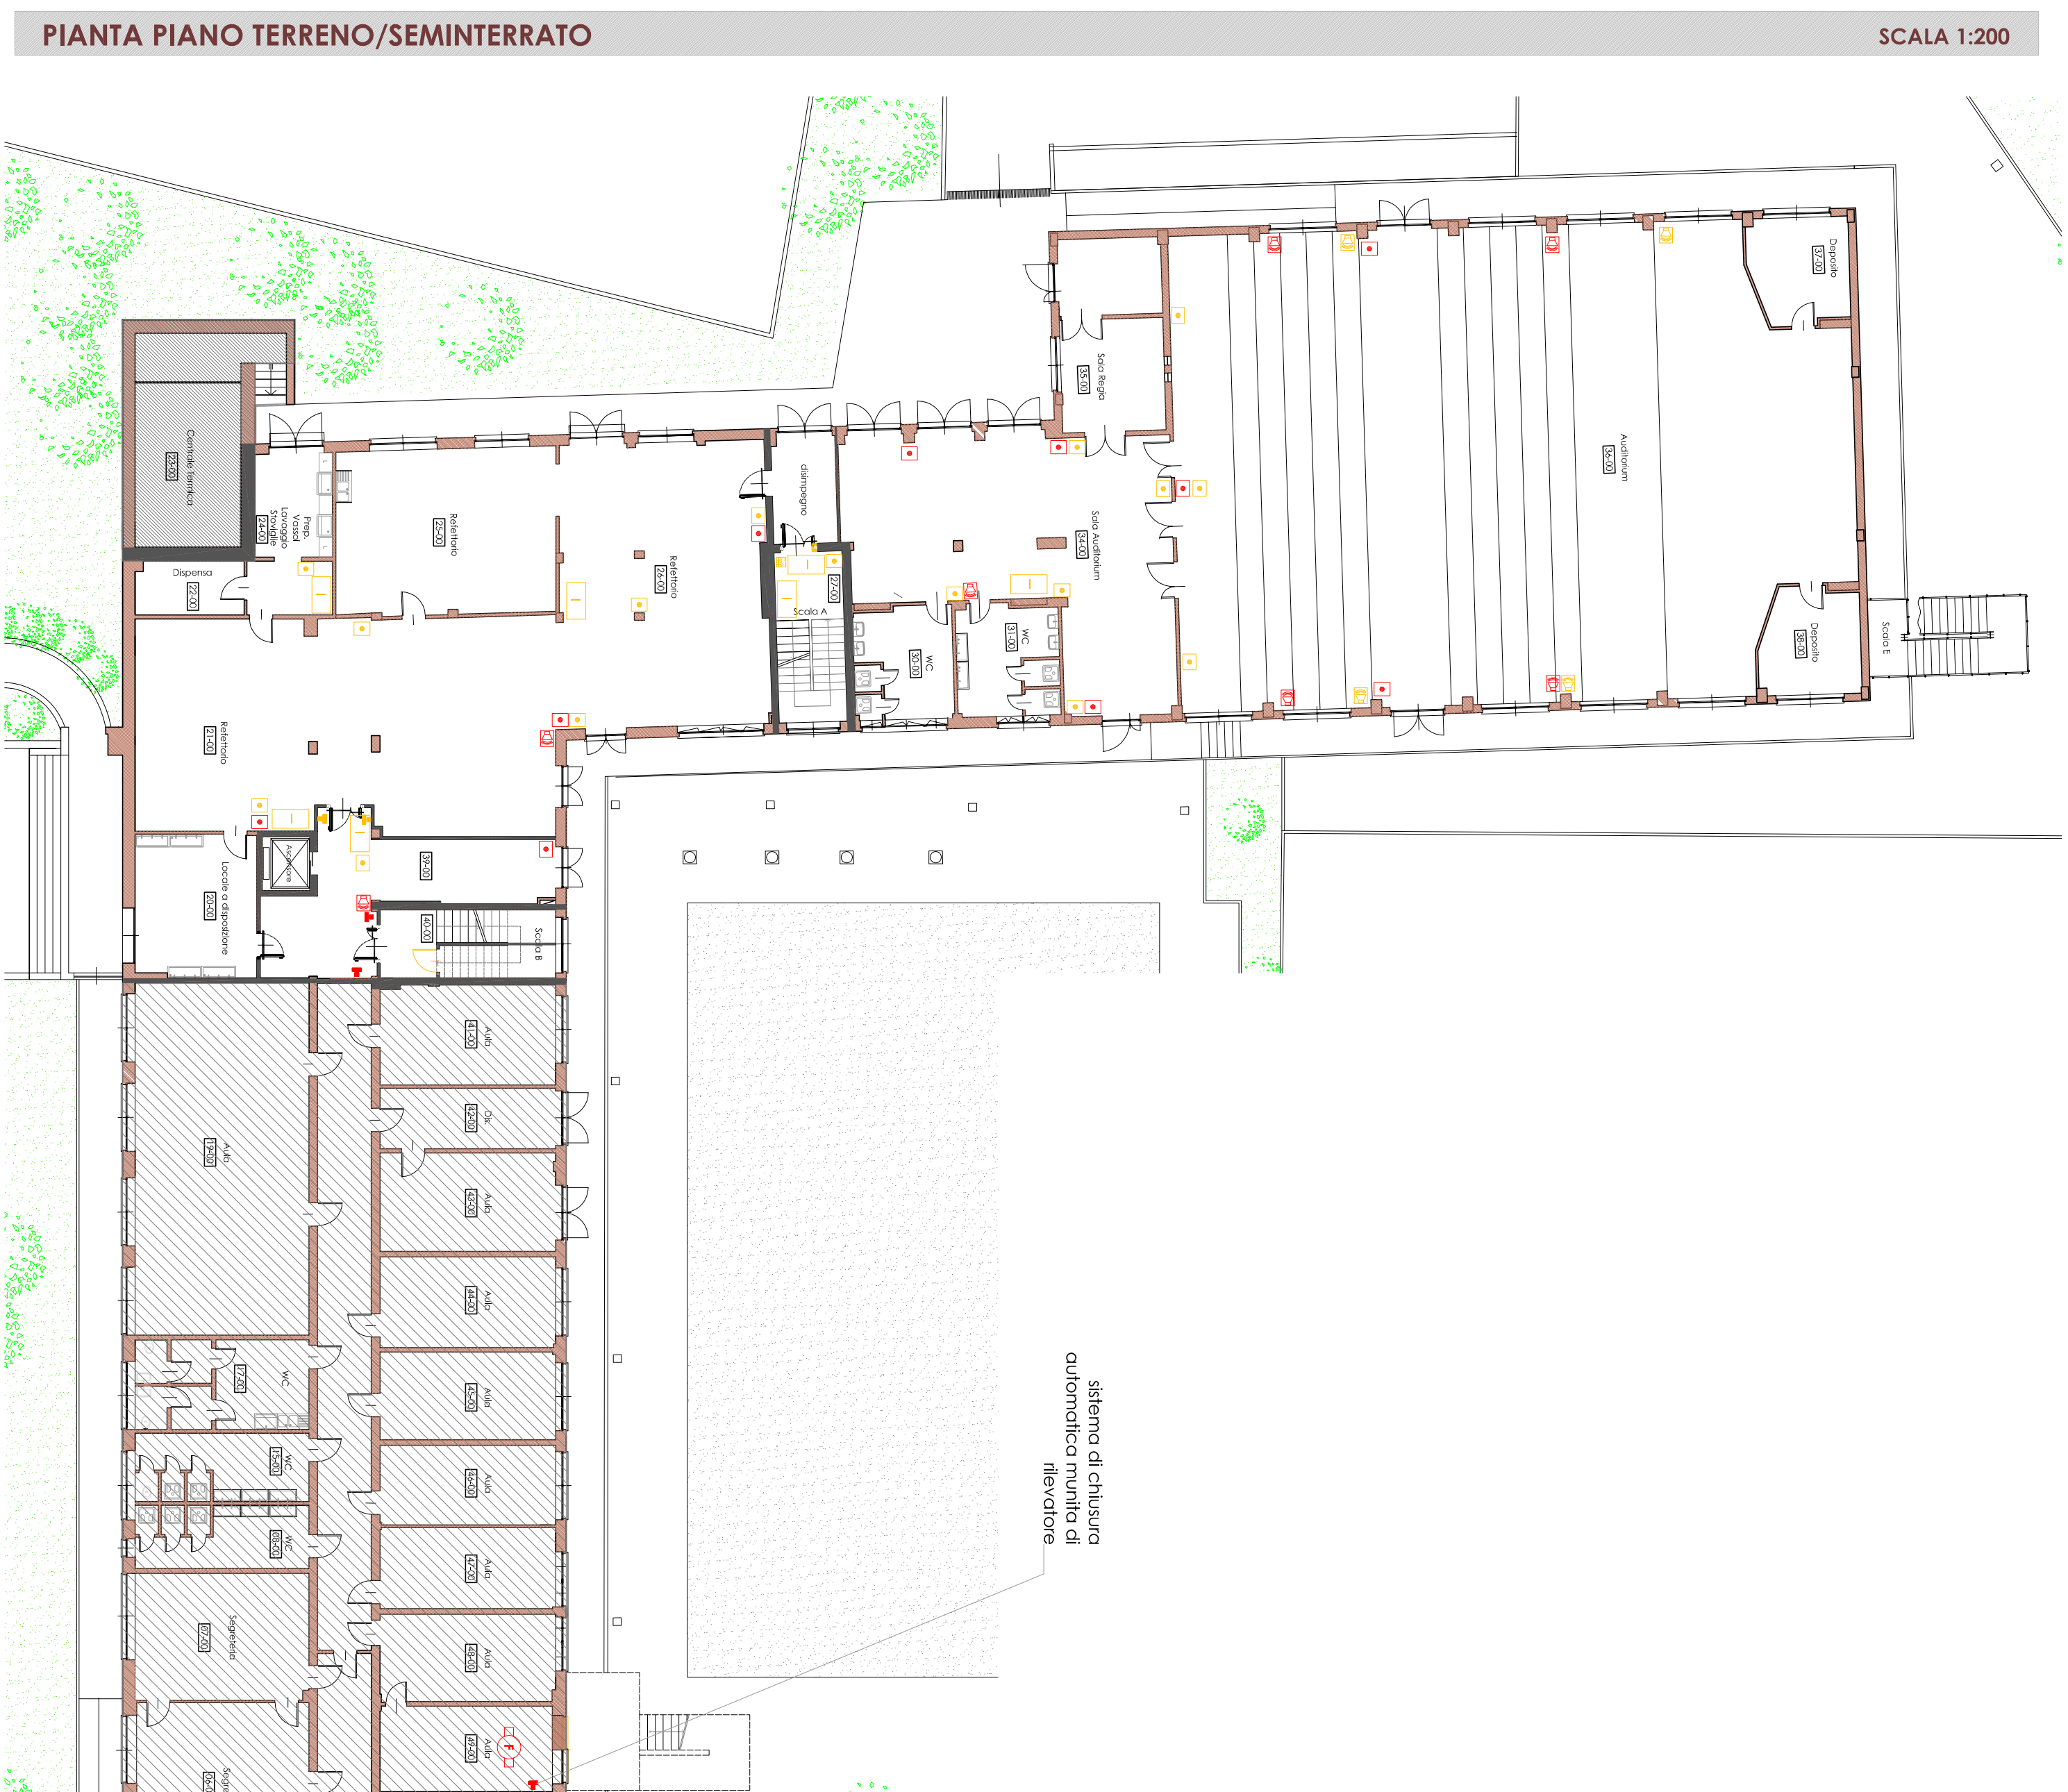 PIANTA PIANO TERRENO/SEMINTERRATO
SCALA 1:200
Deposito
37-00
Sala Regia
35-00
Auditorium
36-00
Centrale Termica
23-00
Prep.
Vassoi
Lavaggio
Stoviglie
24-00
Refettorio
25-00
disimpegno
Sala Auditorium
34-00
Dispensa
22-00
Refettorio
26-00
27-00
Scala A
WC
30-00
WC
31-00
Deposito
38-00
Scala E
Refettorio
21-00
Ascensore
39-00
Locale a disposizione
20-00
40-00
Scala B
Aula
41-00
Dis.
42-00
Aula
19-00
Aula
43-00
Aula
44-00
WC
17-00
Aula
45-00
WC
15-00
Aula
46-00
WC
08-00
Aula
47-00
Segreteria
07-00
Aula
48-00
Aula
49-00
F
sistema di chiusura
automatica munita di
rilevatore